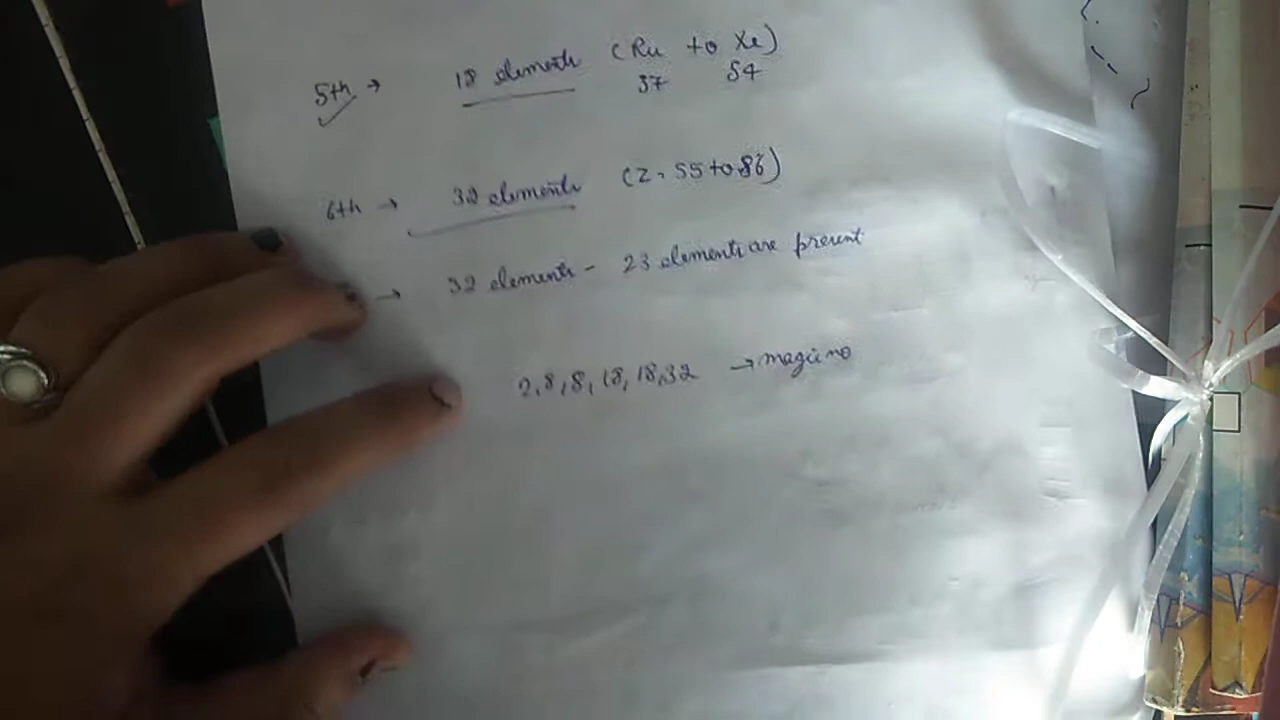 5th → 18 elements (Ru to Xe)
37 54
6th → 32 elements (Z, 55 to 86)
→ 32 elements - 23 elements are present
2,8,8,18,18,32 → magic no